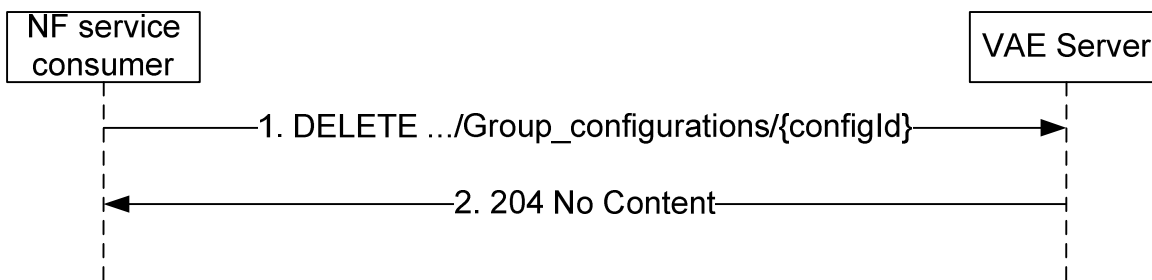 NF service
consumer
VAE Server
1. DELETE .../Group_configurations/{configId}
2. 204 No Content